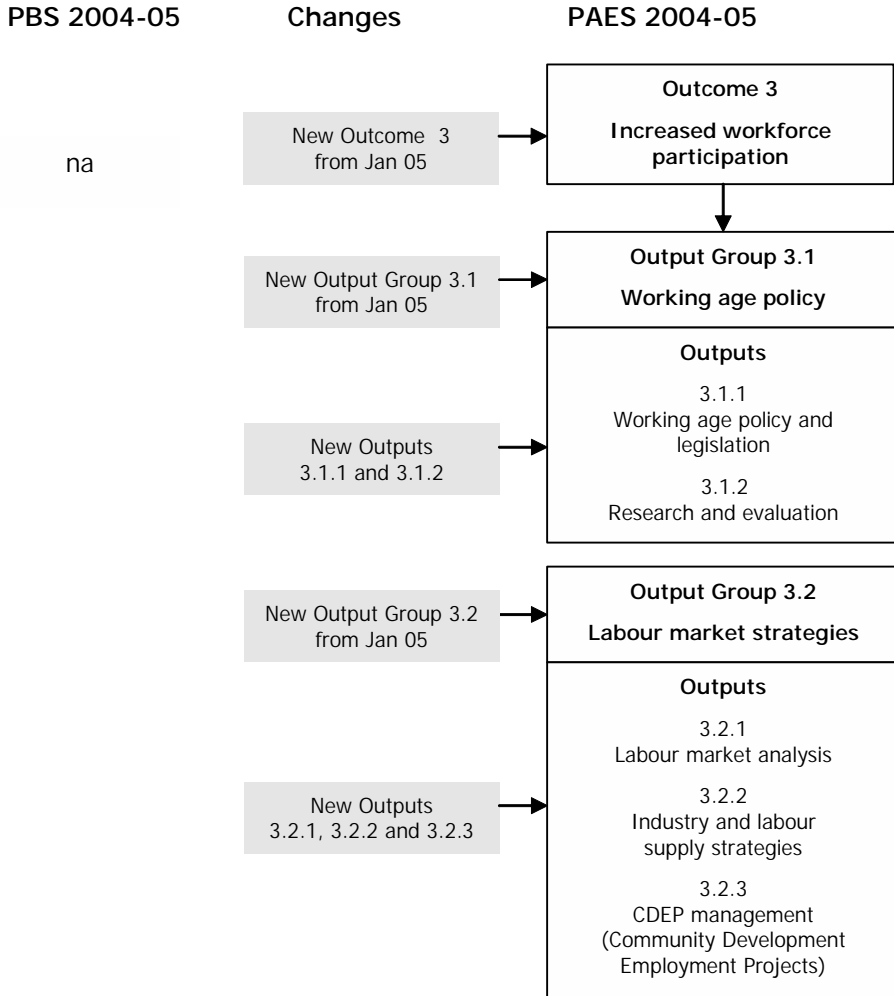 PBS 2004-05
Changes
PAES 2004-05
na
New Outcome 3
from Jan 05
Outcome 3
Increased workforce
participation
New Output Group 3.1
from Jan 05
Output Group 3.1
Working age policy
New Outputs
3.1.1 and 3.1.2
Outputs
3.1.1
Working age policy and
legislation
3.1.2
Research and evaluation
New Output Group 3.2
from Jan 05
Output Group 3.2
Labour market strategies
New Outputs
3.2.1, 3.2.2 and 3.2.3
Outputs
3.2.1
Labour market analysis
3.2.2
Industry and labour
supply strategies
3.2.3
CDEP management
(Community Development
Employment Projects)